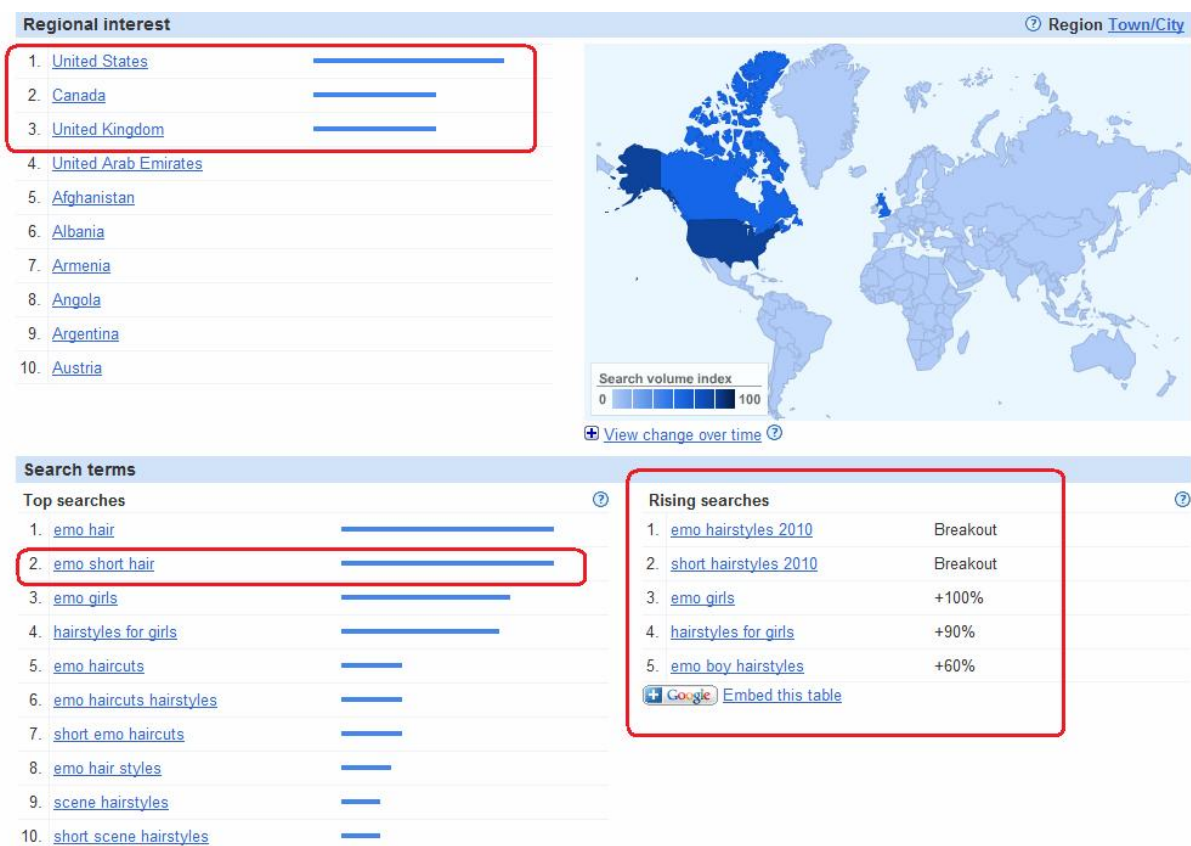 Regional interest
Region Town/City
1. United States
2. Canada
3. United Kingdom
4. United Arab Emirates
5. Afghanistan
6. Albania
7. Armenia
8. Angola
9. Argentina
10. Austria
Search volume index
0 100
View change over time
Search terms
Top searches
1. emo hair
2. emo short hair
3. emo girls
4. hairstyles for girls
5. emo haircuts
6. emo haircuts hairstyles
7. short emo haircuts
8. emo hair styles
9. scene hairstyles
10. short scene hairstyles
Rising searches
1. emo hairstyles 2010 Breakout
2. short hairstyles 2010 Breakout
3. emo girls +100%
4. hairstyles for girls +90%
5. emo boy hairstyles +60%
Google Embed this table